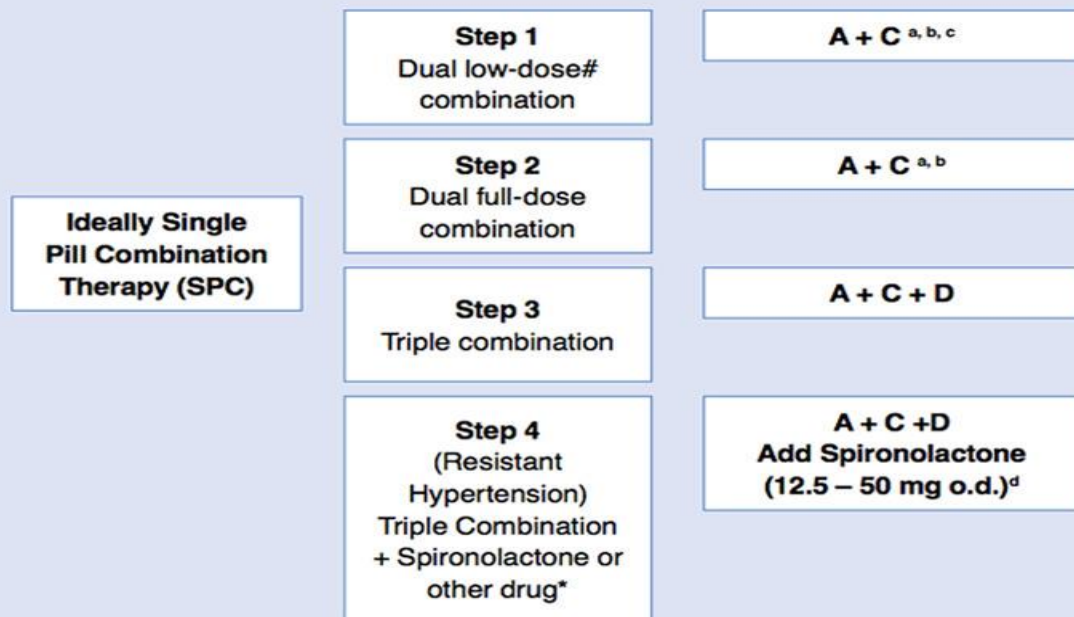 Ideally Single
Pill Combination
Therapy (SPC)
Step 1
Dual low-dose#
combination
A + C a, b, c
Step 2
Dual full-dose
combination
A + C a, b
Step 3
Triple combination
A + C + D
Step 4
(Resistant
Hypertension)
Triple Combination
+ Spironolactone or
other drug*
A + C +D
Add Spironolactone
(12.5 – 50 mg o.d.)d